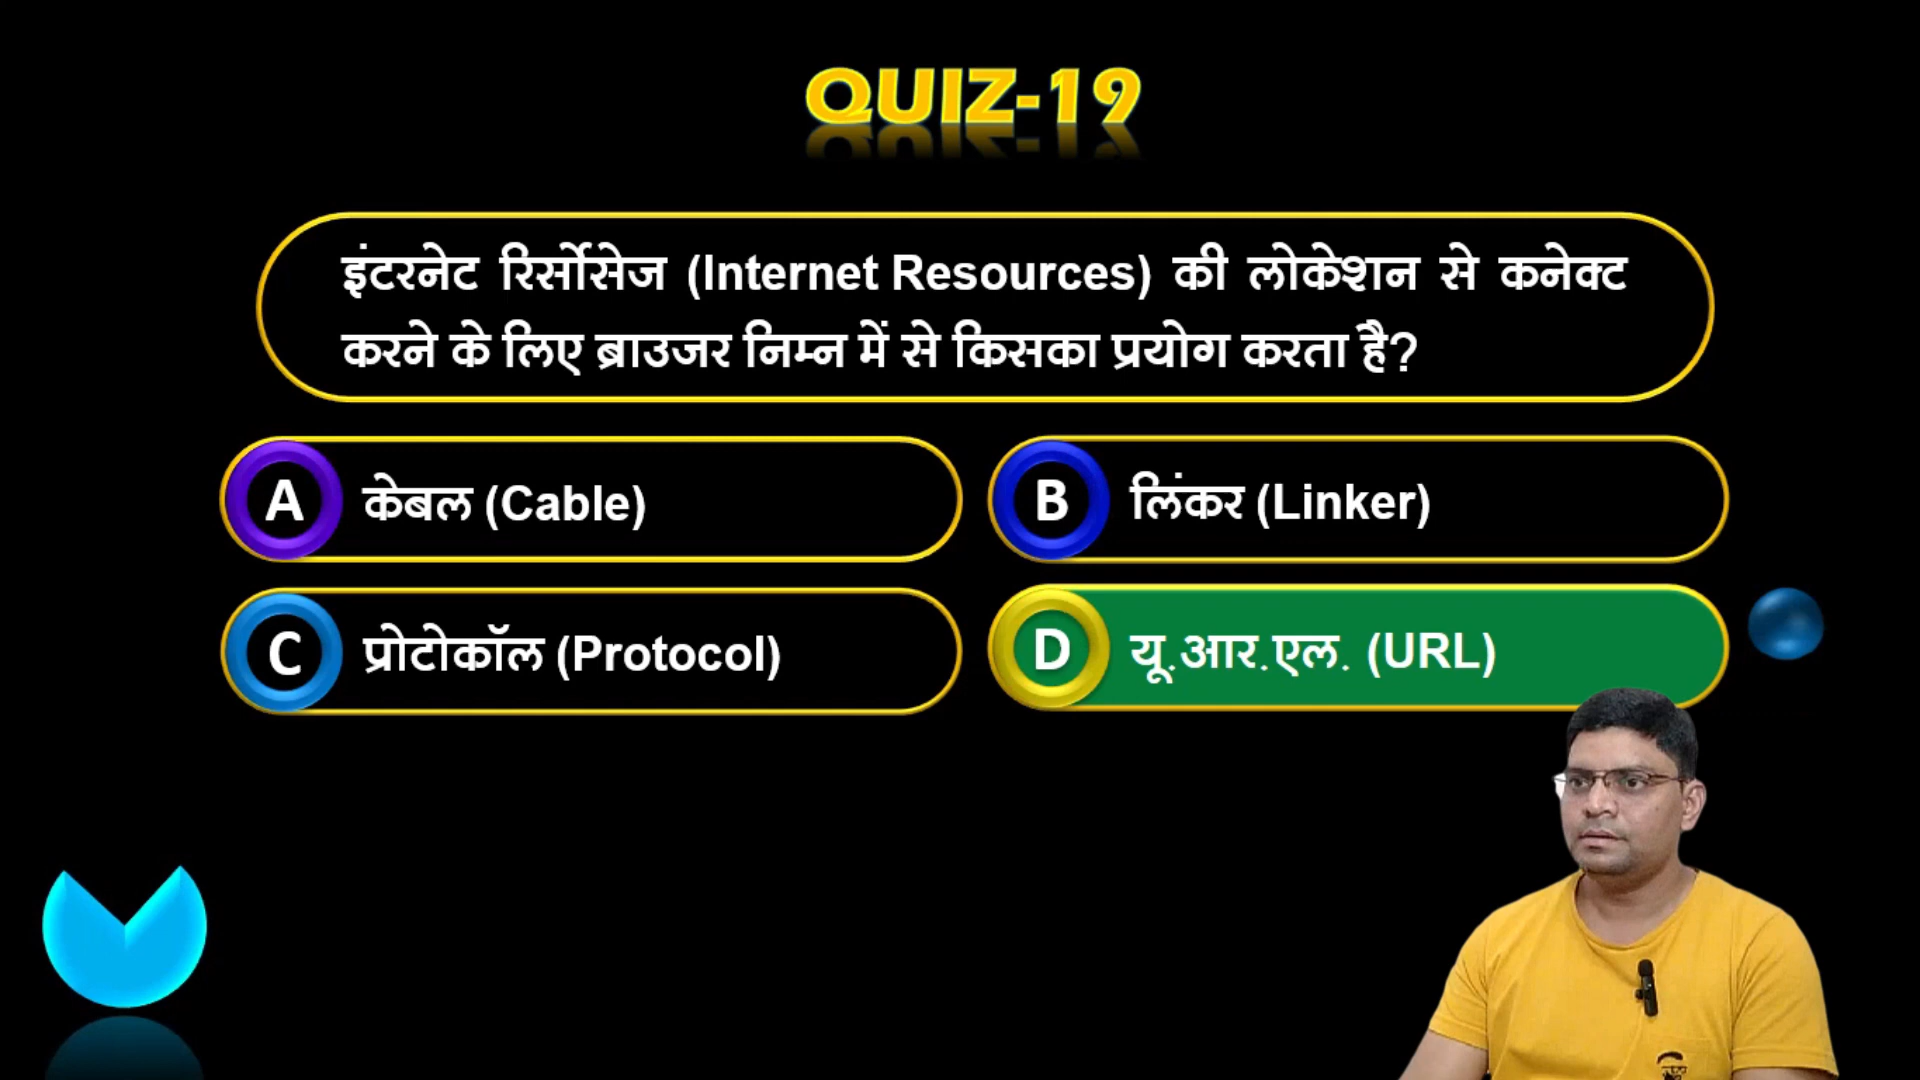 QUIZ-19
इंटरनेट रिर्सोसेज (Internet Resources) की लोकेशन से कनेक्ट
करने के लिए ब्राउजर निम्न में से किसका प्रयोग करता है?
A केबल (Cable)
B लिंकर (Linker)
C प्रोटोकॉल (Protocol)
D यू.आर.एल. (URL)